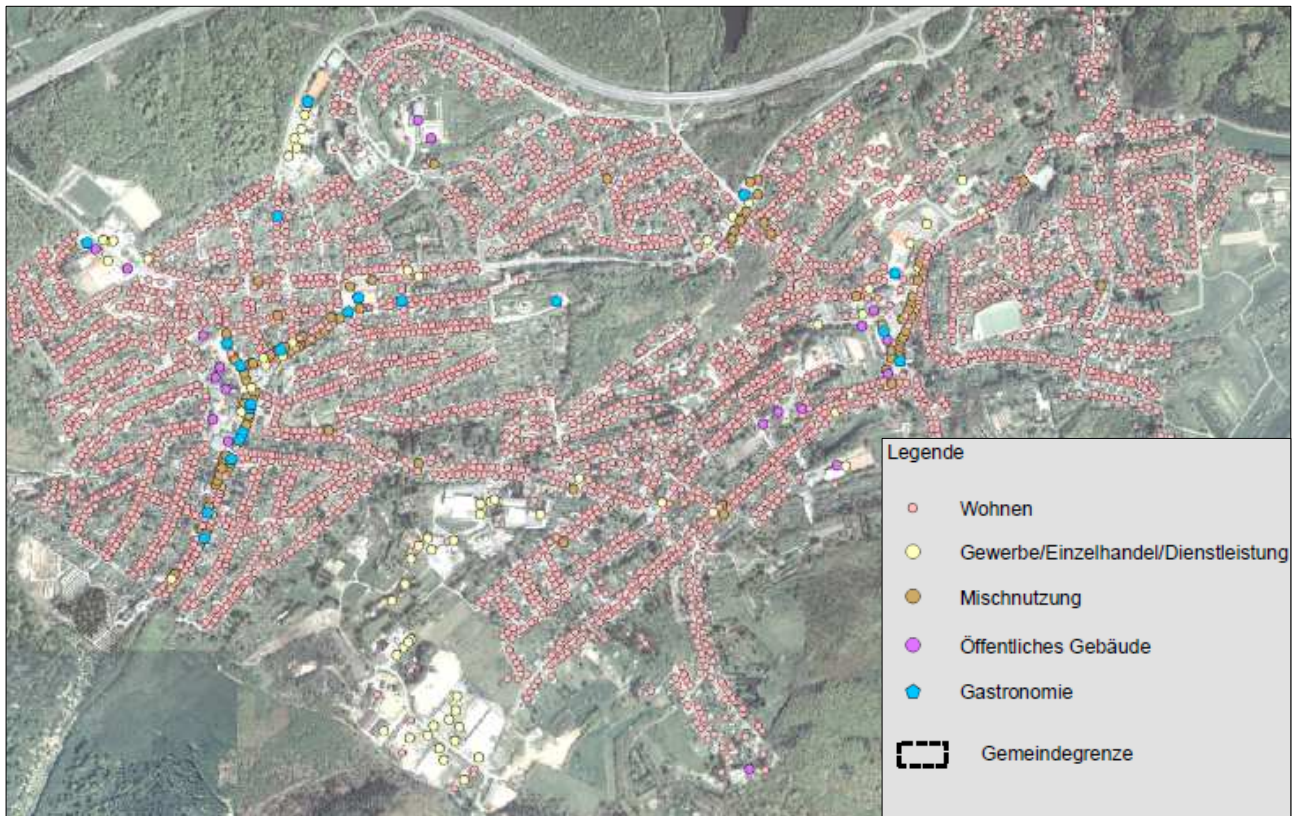 Legende
Wohnen
Gewerbe/Einzelhandel/Dienstleistung
Mischnutzung
Öffentliches Gebäude
Gastronomie
Gemeindegrenze